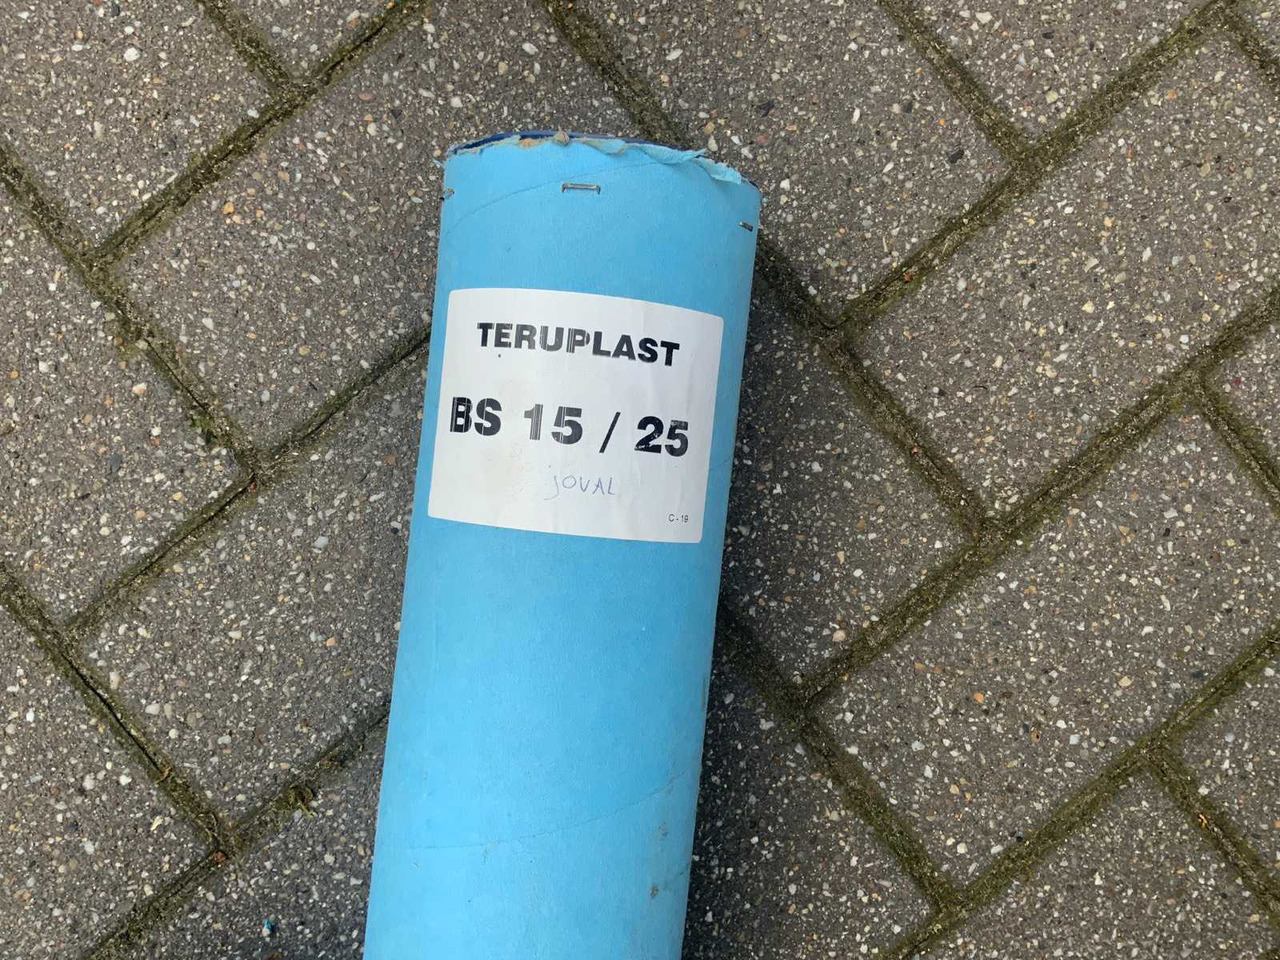 TERUPLAST
BS 15 / 25
JOVAL
C-19